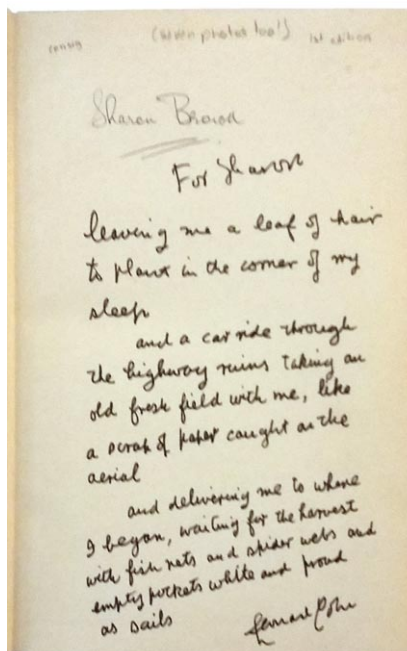 (when photos too!) 1st edition
Sharon Brown
For Sharon
leaving me a leaf of hair
to plant in the corner of my
sleep
and a car ride through
the highway ruins taking an
old fresh field with me, like
a scrap of paper caught on the
aerial
and delivering me to where
I began, waiting for the harvest
with fish nets and spider webs and
empty pockets white and proud
as sails
Leonard Cohen